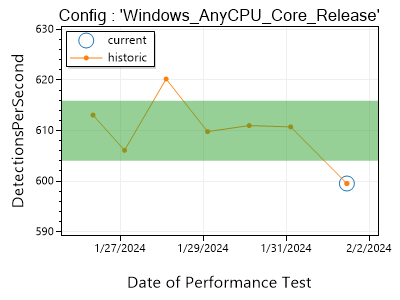 Config : 'Windows_AnyCPU_Core_Release'
630
current
historic
620
610
600
590
DetectionsPerSecond
1/27/2024 1/29/2024 1/31/2024 2/2/2024
Date of Performance Test